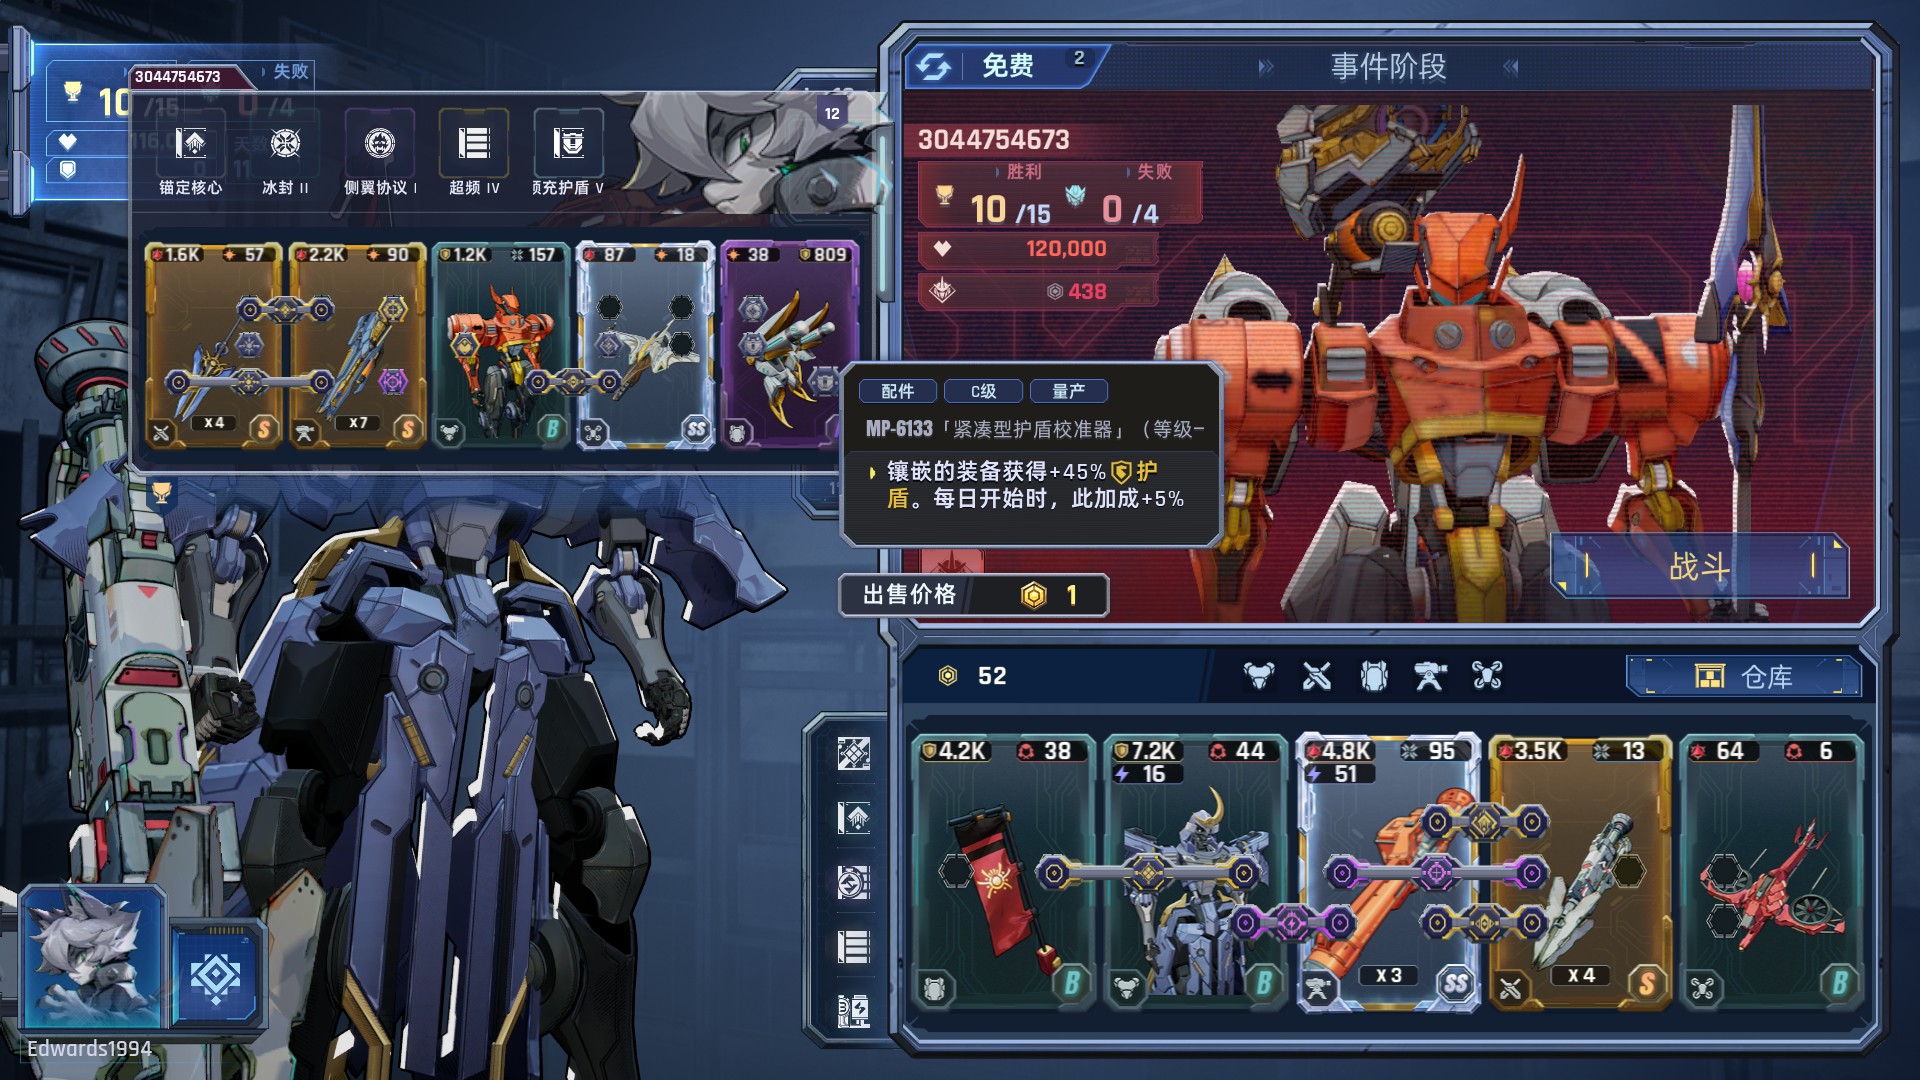 3044754673
失败
10
/15
0
/4
12
锚定核心
冰封 II
侧翼协议 I
超频 IV
护盾 V
1.6K
57
2.2K
90
1.2K
157
87
18
38
809
X4
S
X7
S
B
SS
免费
2
事件阶段
3044754673
胜利
失败
10 /15
0 /4
120,000
438
配件
C级
量产
MP-6133「紧凑型护盾校准器」（等级
镶嵌的装备获得+45%护
盾。每日开始时，此加成+5%
出售价格
1
战斗
52
仓库
4.2K
38
7.2K
44
16
4.8K
95
51
3.5K
13
64
6
B
B
X3
SS
X4
S
B
Edwards1994